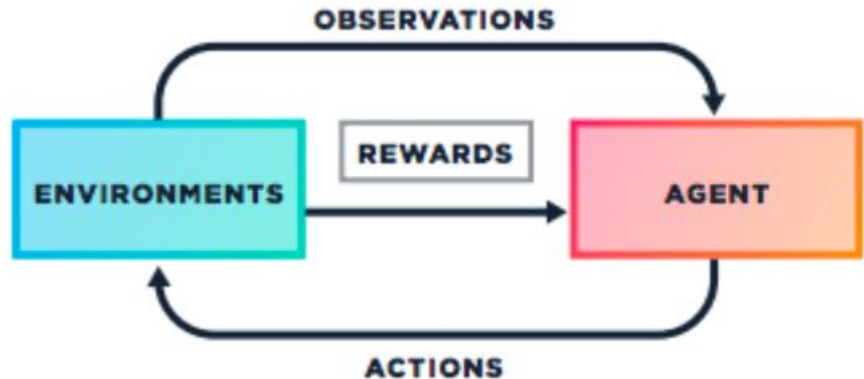 OBSERVATIONS
REWARDS
ENVIRONMENTS
AGENT
ACTIONS